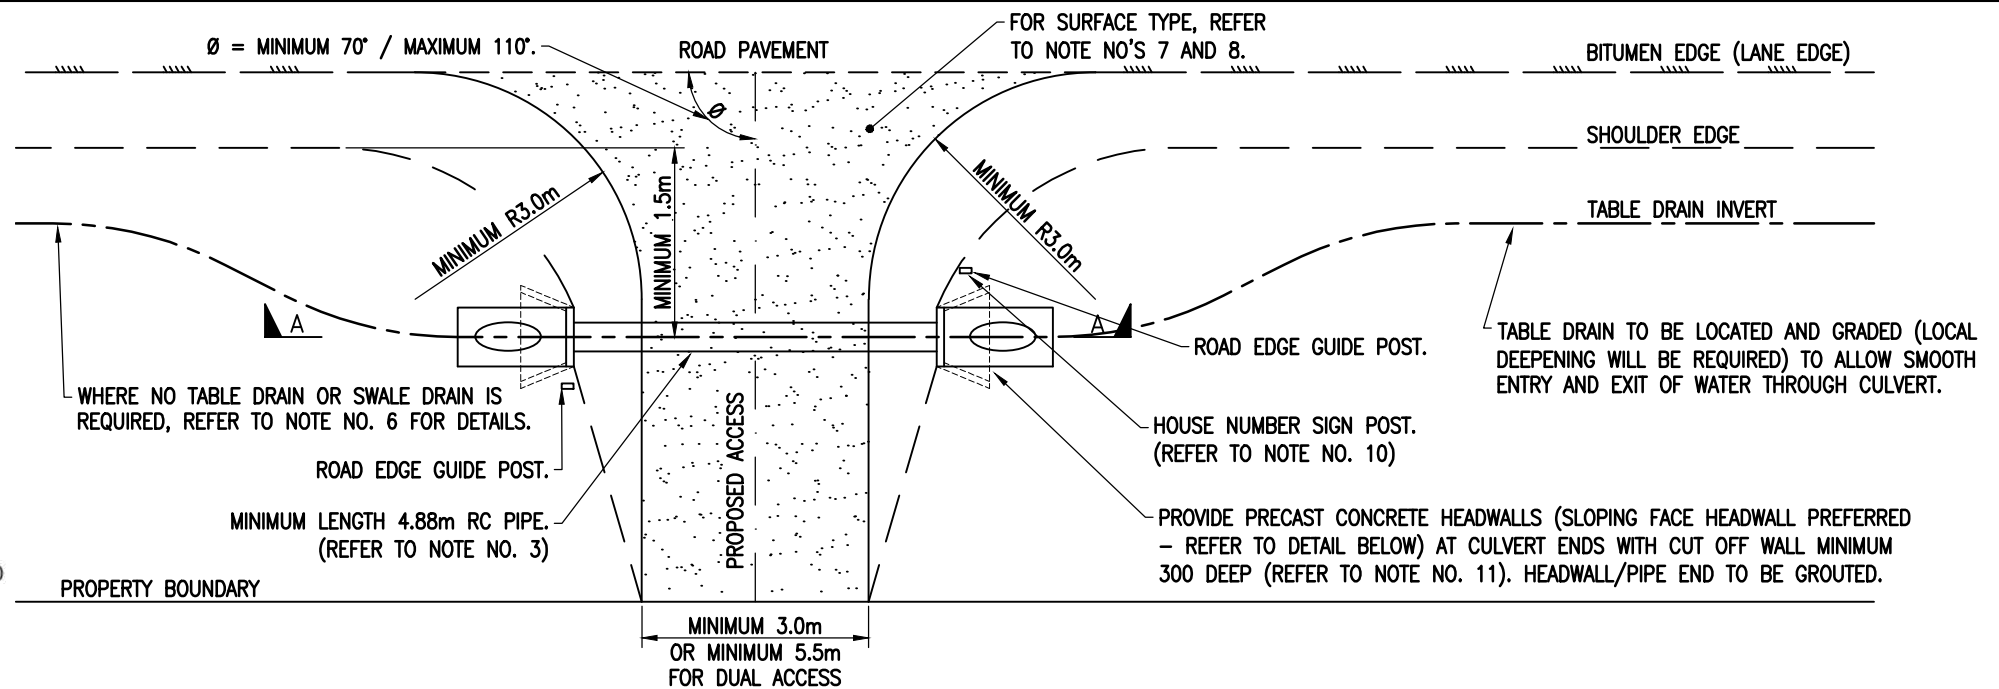 Ø = MINIMUM 70° / MAXIMUM 110°.
ROAD PAVEMENT
FOR SURFACE TYPE, REFER
TO NOTE NO'S 7 AND 8.
BITUMEN EDGE (LANE EDGE)
Ø
SHOULDER EDGE
MINIMUM R3.0m
MINIMUM 1.5m
MINIMUM R3.0m
TABLE DRAIN INVERT
A
A
ROAD EDGE GUIDE POST.
TABLE DRAIN TO BE LOCATED AND GRADED (LOCAL
DEEPENING WILL BE REQUIRED) TO ALLOW SMOOTH
ENTRY AND EXIT OF WATER THROUGH CULVERT.
WHERE NO TABLE DRAIN OR SWALE DRAIN IS
REQUIRED, REFER TO NOTE NO. 6 FOR DETAILS.
HOUSE NUMBER SIGN POST.
(REFER TO NOTE NO. 10)
ROAD EDGE GUIDE POST.
PROPOSED ACCESS
MINIMUM LENGTH 4.88m RC PIPE.
(REFER TO NOTE NO. 3)
PROVIDE PRECAST CONCRETE HEADWALLS (SLOPING FACE HEADWALL PREFERRED
- REFER TO DETAIL BELOW) AT CULVERT ENDS WITH CUT OFF WALL MINIMUM
300 DEEP (REFER TO NOTE NO. 11). HEADWALL/PIPE END TO BE GROUTED.
PROPERTY BOUNDARY
MINIMUM 3.0m
OR MINIMUM 5.5m
FOR DUAL ACCESS